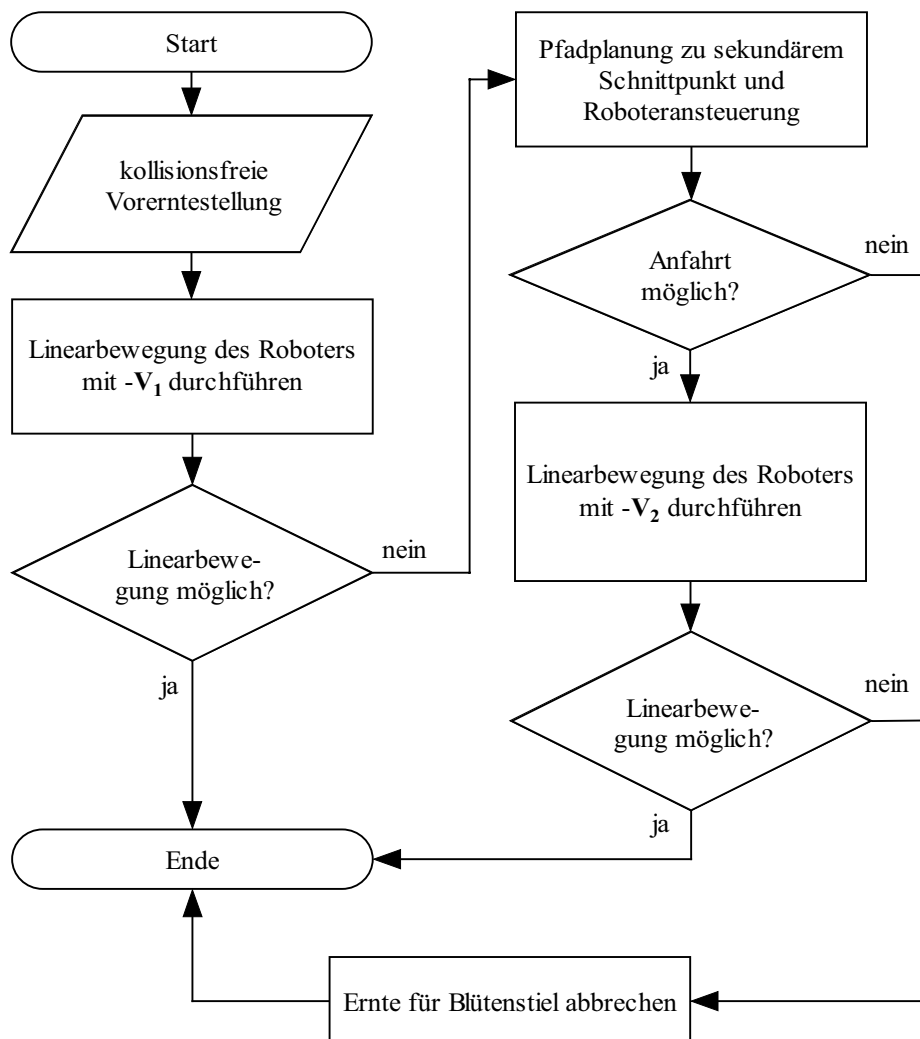 Start
kollisionsfreie
Vorerntestellung
Linearbewegung des Roboters
mit -V1 durchführen
Linearbewe-
gung möglich?
nein
ja
Pfadplanung zu sekundärem
Schnittpunkt und
Roboteransteuerung
Anfahrt
möglich?
nein
ja
Linearbewegung des Roboters
mit -V2 durchführen
Linearbewe-
gung möglich?
nein
ja
Ende
Ernte für Blütenstiel abbrechen